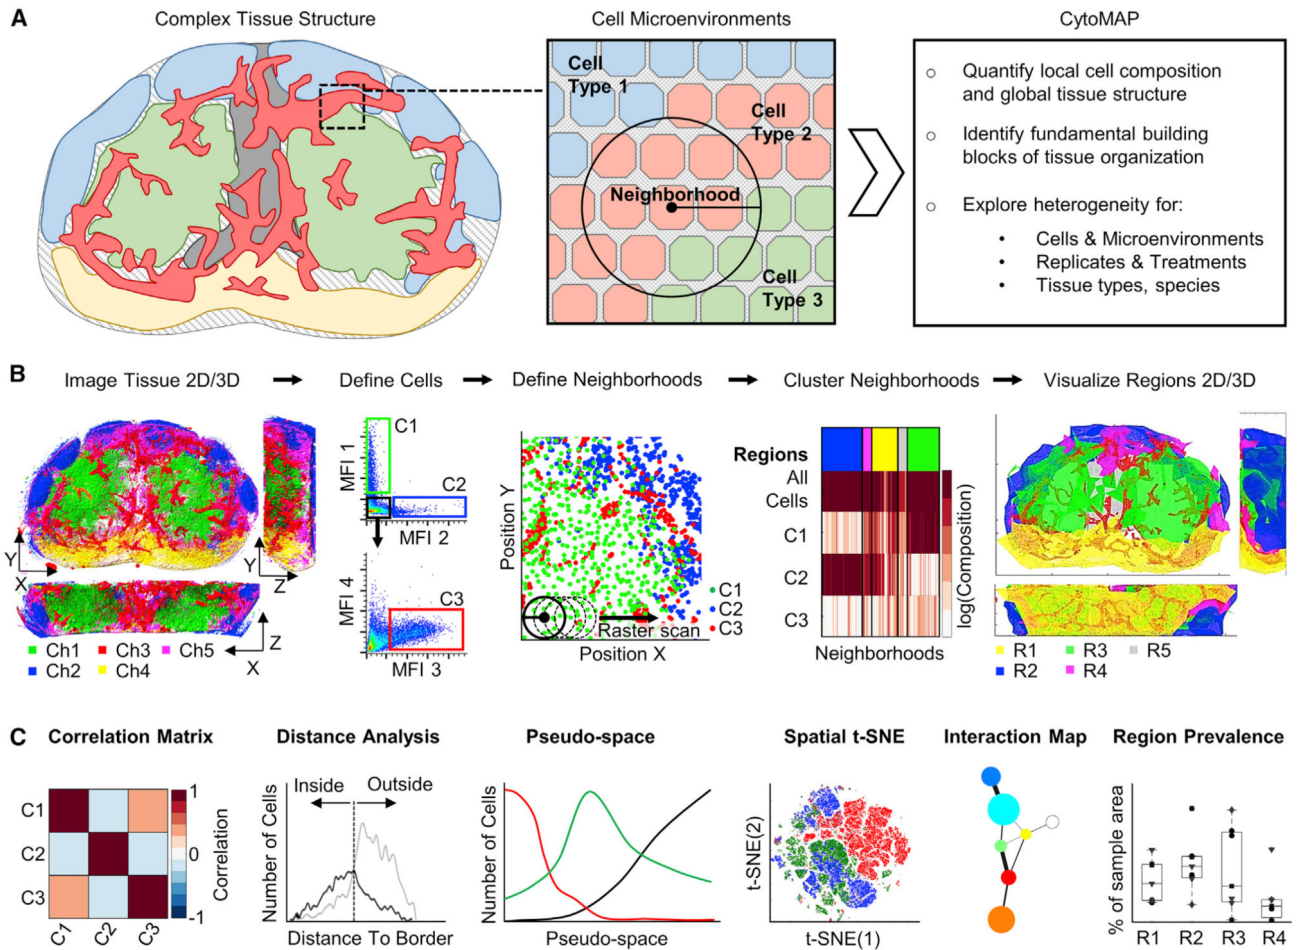 A
Complex Tissue Structure
Cell Microenvironments
CytoMAP
Cell
Type 1
Cell
Type 2
Neighborhood
Cell
Type 3
○ Quantify local cell composition
and global tissue structure
○ Identify fundamental building
blocks of tissue organization
○ Explore heterogeneity for:
• Cells & Microenvironments
• Replicates & Treatments
• Tissue types, species
B
Image Tissue 2D/3D → Define Cells → Define Neighborhoods → Cluster Neighborhoods → Visualize Regions 2D/3D
Y
X
Y
Z
Z
X
Ch1 Ch3 Ch5
Ch2 Ch4
MFI 1
C1
C2
MFI 2
MFI 4
C3
MFI 3
Position Y
Raster scan
Position X
C1
C2
C3
Regions
All
Cells
C1
C2
C3
Neighborhoods
log(Composition)
R1 R3 R5
R2 R4
C
Correlation Matrix
C1
C2
C3
C1 C2 C3
1
0
-1
Correlation
Distance Analysis
Inside Outside
Number of Cells
Distance To Border
Pseudo-space
Number of Cells
Pseudo-space
Spatial t-SNE
t-SNE(2)
t-SNE(1)
Interaction Map
Region Prevalence
% of sample area
R1 R2 R3 R4